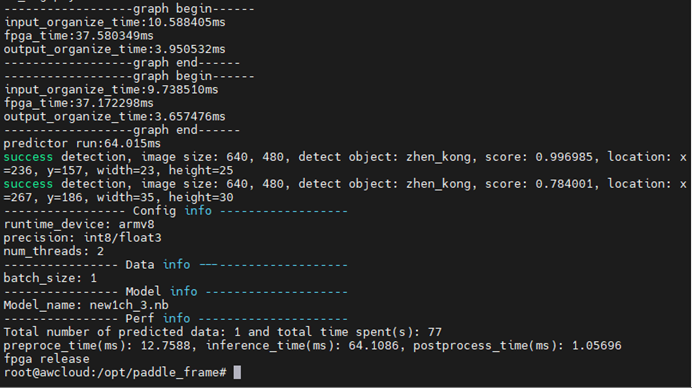 -----------------graph begin------
input_organize_time:10.588405ms
fpga_time:37.580349ms
output_organize_time:3.950532ms
-----------------graph end------
-----------------graph begin------
input_organize_time:9.738510ms
fpga_time:37.172298ms
output_organize_time:3.657476ms
-----------------graph end------
predictor run:64.015ms
success detection, image size: 640, 480, detect object: zhen_kong, score: 0.996985, location: x
=236, y=157, width=23, height=25
success detection, image size: 640, 480, detect object: zhen_kong, score: 0.784001, location: x
=267, y=186, width=35, height=30
---------------- Config info -----------------
runtime_device: armv8
precision: int8/float3
num_threads: 2
---------------- Data info --------------------
batch_size: 1
---------------- Model info -------------------
Model_name: new1ch_3.nb
---------------- Perf info --------------------
Total number of predicted data: 1 and total time spent(s): 77
preproce_time(ms): 12.7588, inference_time(ms): 64.1086, postprocess_time(ms): 1.05696
fpga release
root@awcloud:/opt/paddle_frame#